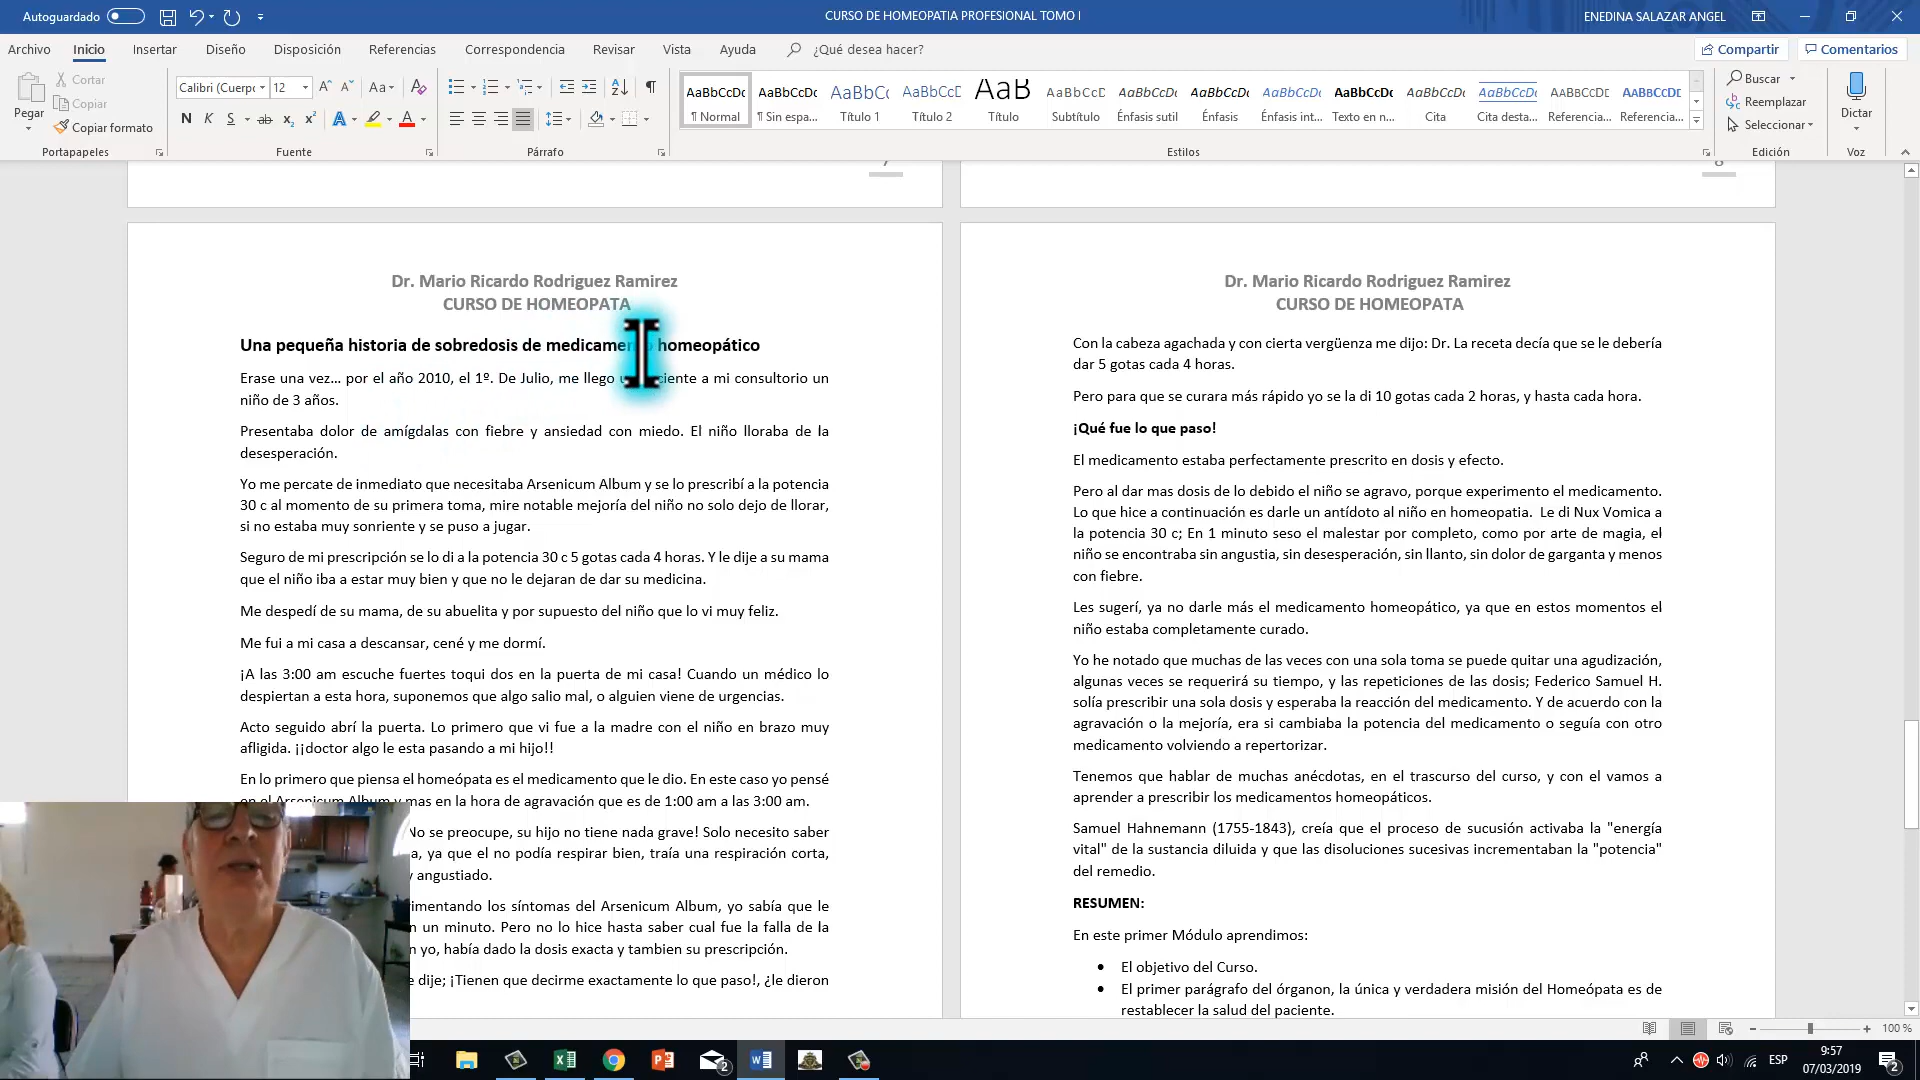 Autoguardado
CURSO DE HOMEOPATIA PROFESIONAL TOMO I
ENEDINA SALAZAR ANGEL
Archivo Inicio Insertar Diseño Disposición Referencias Correspondencia Revisar Vista Ayuda ¿Qué desea hacer? Compartir Comentarios
Pegar
Cortar
Copiar
Copiar formato
Portapapeles
Calibri (Cuerpo 12
N K S ab x₂ x²
Fuente
Párrafo
AaBbCcDc ¶ Normal
AaBbCcDc ¶ Sin espa...
AaBbCc Título 1
AaBbCcD Título 2
AaB Título
AaBbCcD Subtítulo
AaBbCcDc Énfasis sutil
AaBbCcDc Énfasis
AaBbCcDc Énfasis int...
AaBbCcDc Texto en n...
AaBbCcDc Cita
AaBbCcDc Cita desta...
AABBCCDE Referencia...
AABBCCDE Referencia...
Estilos
Buscar
Reemplazar
Seleccionar
Edición
Dictar
Voz
Dr. Mario Ricardo Rodriguez Ramirez
CURSO DE HOMEOPATA
Una pequeña historia de sobredosis de medicamento homeopático
Erase una vez... por el año 2010, el 1º. De Julio, me llego un paciente a mi consultorio un
niño de 3 años.
Presentaba dolor de amígdalas con fiebre y ansiedad con miedo. El niño lloraba de la
desesperación.
Yo me percate de inmediato que necesitaba Arsenicum Album y se lo prescribí a la potencia
30 c al momento de su primera toma, mire notable mejoría del niño no solo dejo de llorar,
si no estaba muy sonriente y se puso a jugar.
Seguro de mi prescripción se lo di a la potencia 30 c 5 gotas cada 4 horas. Y le dije a su mama
que el niño iba a estar muy bien y que no le dejaran de dar su medicina.
Me despedí de su mama, de su abuelita y por supuesto del niño que lo vi muy feliz.
Me fui a mi casa a descansar, cené y me dormí.
¡A las 3:00 am escuche fuertes toqui dos en la puerta de mi casa! Cuando un médico lo
despiertan a esta hora, suponemos que algo salio mal, o alguien viene de urgencias.
Acto seguido abrí la puerta. Lo primero que vi fue a la madre con el niño en brazo muy
afligida. ¡¡doctor algo le esta pasando a mi hijo!!
En lo primero que piensa el homeópata es el medicamento que le dio. En este caso yo pensé
en el Arsenicum Album y mas en la hora de agravación que es de 1:00 am a las 3:00 am.
No se preocupe, su hijo no tiene nada grave! Solo necesito saber
a, ya que el no podía respirar bien, traía una respiración corta,
y angustiado.
imentando los síntomas del Arsenicum Album, yo sabía que le
n un minuto. Pero no lo hice hasta saber cual fue la falla de la
n yo, había dado la dosis exacta y tambien su prescripción.
e dije; ¡Tienen que decirme exactamente lo que paso!, ¿le dieron
Dr. Mario Ricardo Rodriguez Ramirez
CURSO DE HOMEOPATA
Con la cabeza agachada y con cierta vergüenza me dijo: Dr. La receta decía que se le debería
dar 5 gotas cada 4 horas.
Pero para que se curara más rápido yo se la di 10 gotas cada 2 horas, y hasta cada hora.
¡Qué fue lo que paso!
El medicamento estaba perfectamente prescrito en dosis y efecto.
Pero al dar mas dosis de lo debido el niño se agravo, porque experimento el medicamento.
Lo que hice a continuación es darle un antídoto al niño en homeopatia. Le di Nux Vomica a
la potencia 30 c; En 1 minuto seso el malestar por completo, como por arte de magia, el
niño se encontraba sin angustia, sin desesperación, sin llanto, sin dolor de garganta y menos
con fiebre.
Les sugerí, ya no darle más el medicamento homeopático, ya que en estos momentos el
niño estaba completamente curado.
Yo he notado que muchas de las veces con una sola toma se puede quitar una agudización,
algunas veces se requerirá su tiempo, y las repeticiones de las dosis; Federico Samuel H.
solía prescribir una sola dosis y esperaba la reacción del medicamento. Y de acuerdo con la
agravación o la mejoría, era si cambiaba la potencia del medicamento o seguía con otro
medicamento volviendo a repertorizar.
Tenemos que hablar de muchas anécdotas, en el trascurso del curso, y con el vamos a
aprender a prescribir los medicamentos homeopáticos.
Samuel Hahnemann (1755-1843), creía que el proceso de sucusión activaba la "energía
vital" de la sustancia diluida y que las disoluciones sucesivas incrementaban la "potencia"
del remedio.
RESUMEN:
En este primer Módulo aprendimos:
El objetivo del Curso.
El primer parágrafo del órganon, la única y verdadera misión del Homeópata es de
restablecer la salud del paciente.
100 %
ESP
9:57
07/03/2019